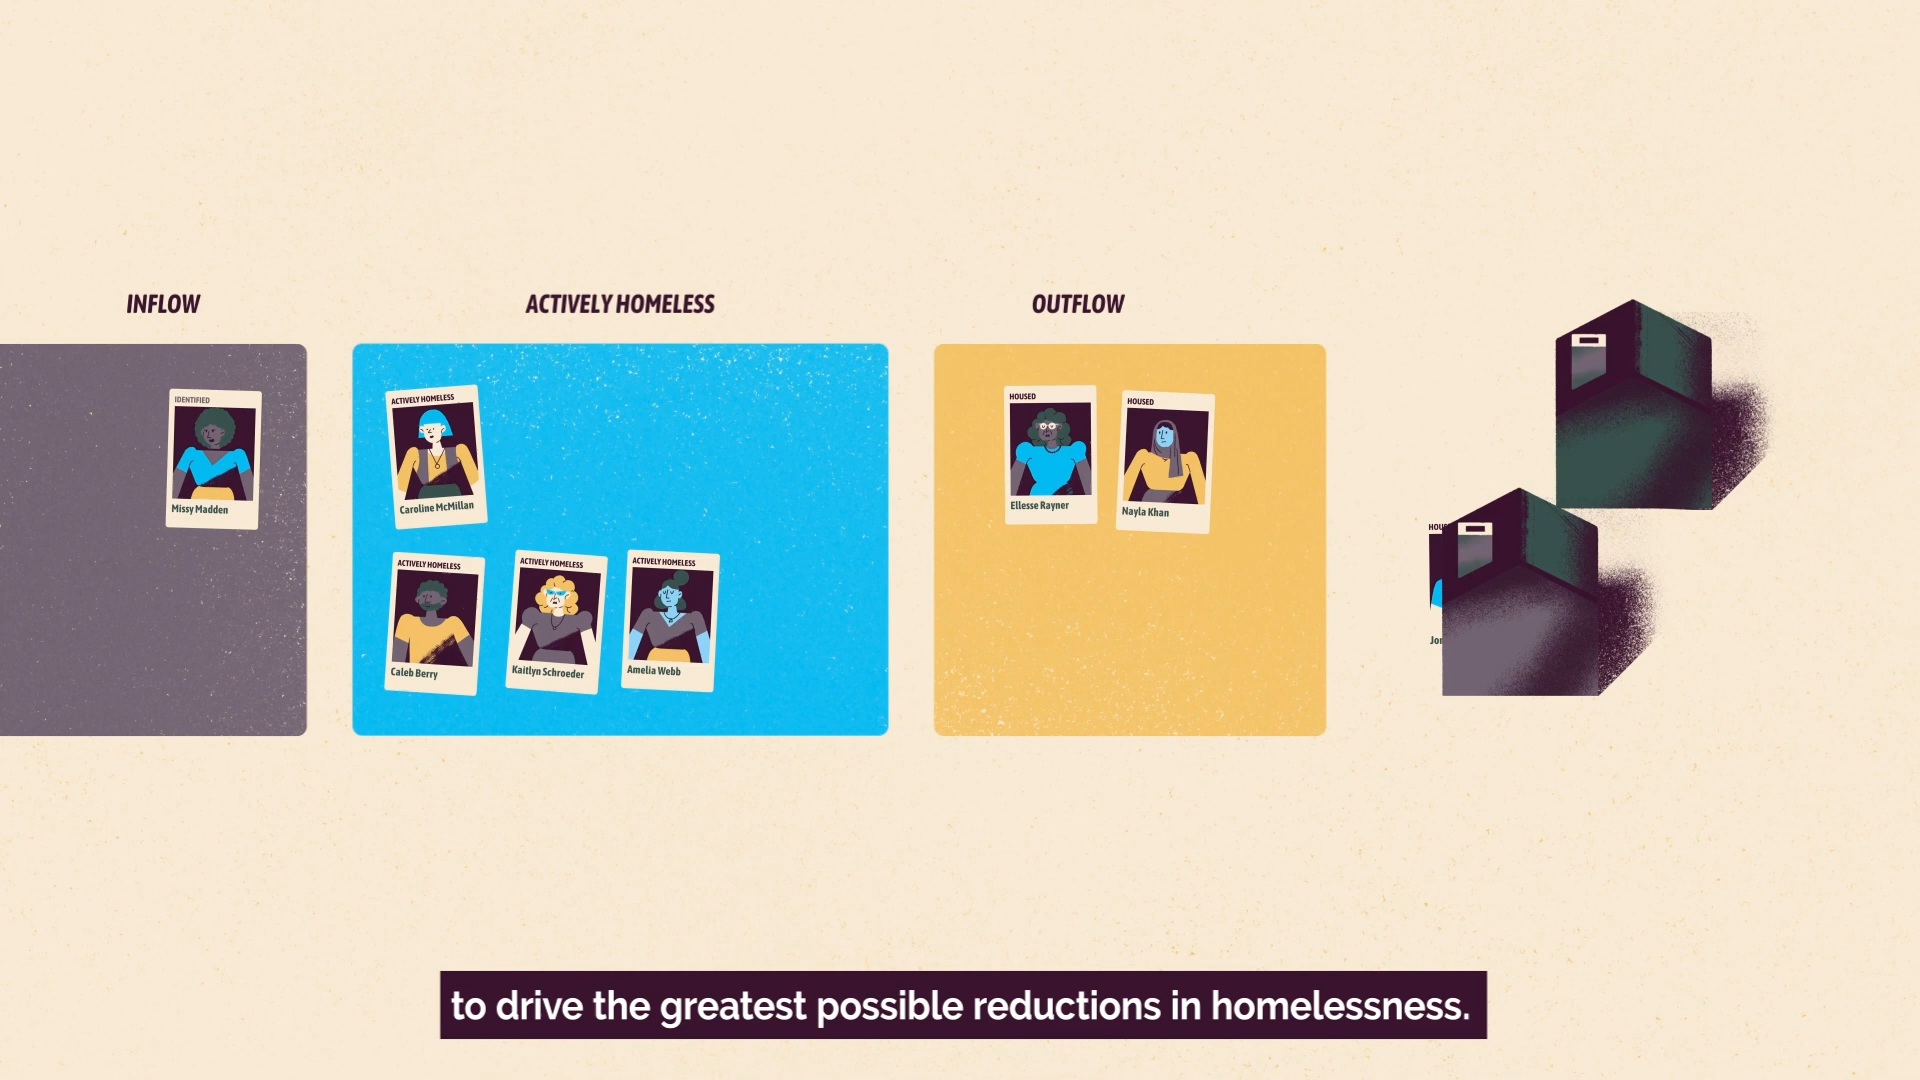 INFLOW
ACTIVELY HOMELESS
OUTFLOW
IDENTIFIED
Missy Madden
ACTIVELY HOMELESS
Caroline McMillan
ACTIVELY HOMELESS
Caleb Berry
ACTIVELY HOMELESS
Kaitlyn Schroeder
ACTIVELY HOMELESS
Amelia Webb
HOUSED
Ellesse Rayner
HOUSED
Nayla Khan
to drive the greatest possible reductions in homelessness.